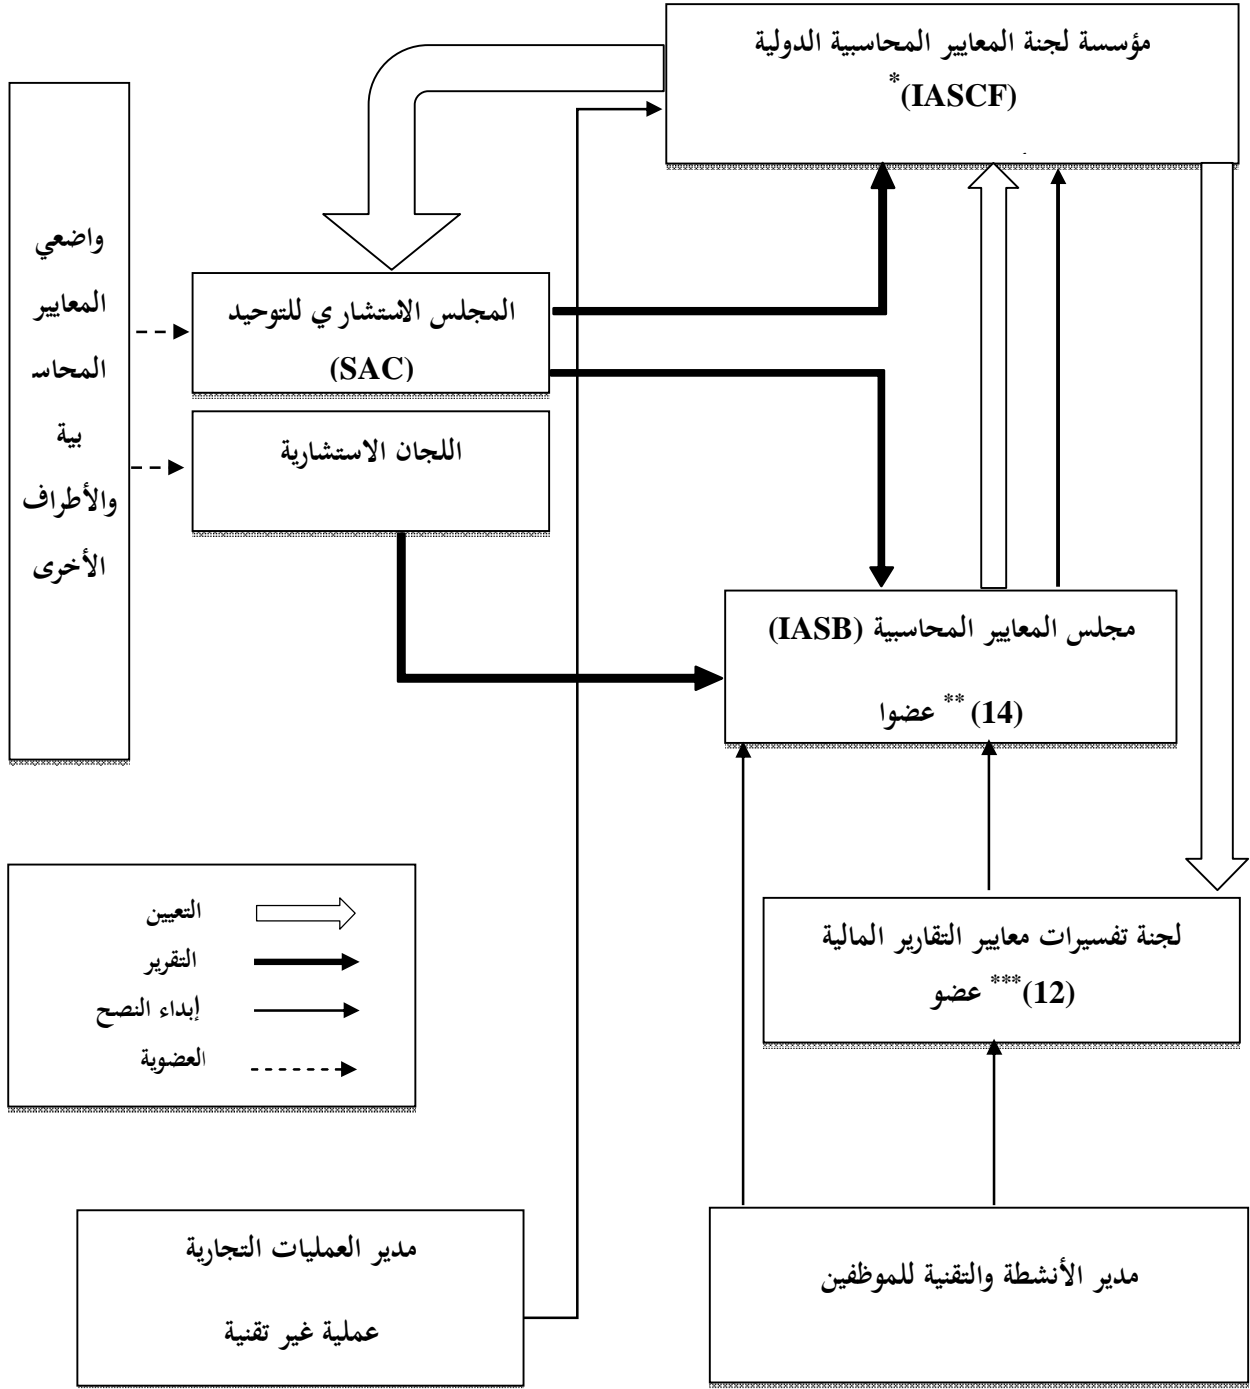 مؤسسة لجنة المعايير المحاسبية الدولية
*(IASCF)
واضعي
المعايير
المحاسـ
بية
والأطراف
الأخرى
المجلس الاستشار ي للتوحيد
(SAC)
اللجان الاستشارية
مجلس المعايير المحاسبية (IASB)
(14) ** عضوا
لجنة تفسيرات معايير التقارير المالية
(12)*** عضو
التعيين
التقرير
إبداء النصح
العضوية
مدير العمليات التجارية
عملية غير تقنية
مدير الأنشطة والتقنية للموظفين